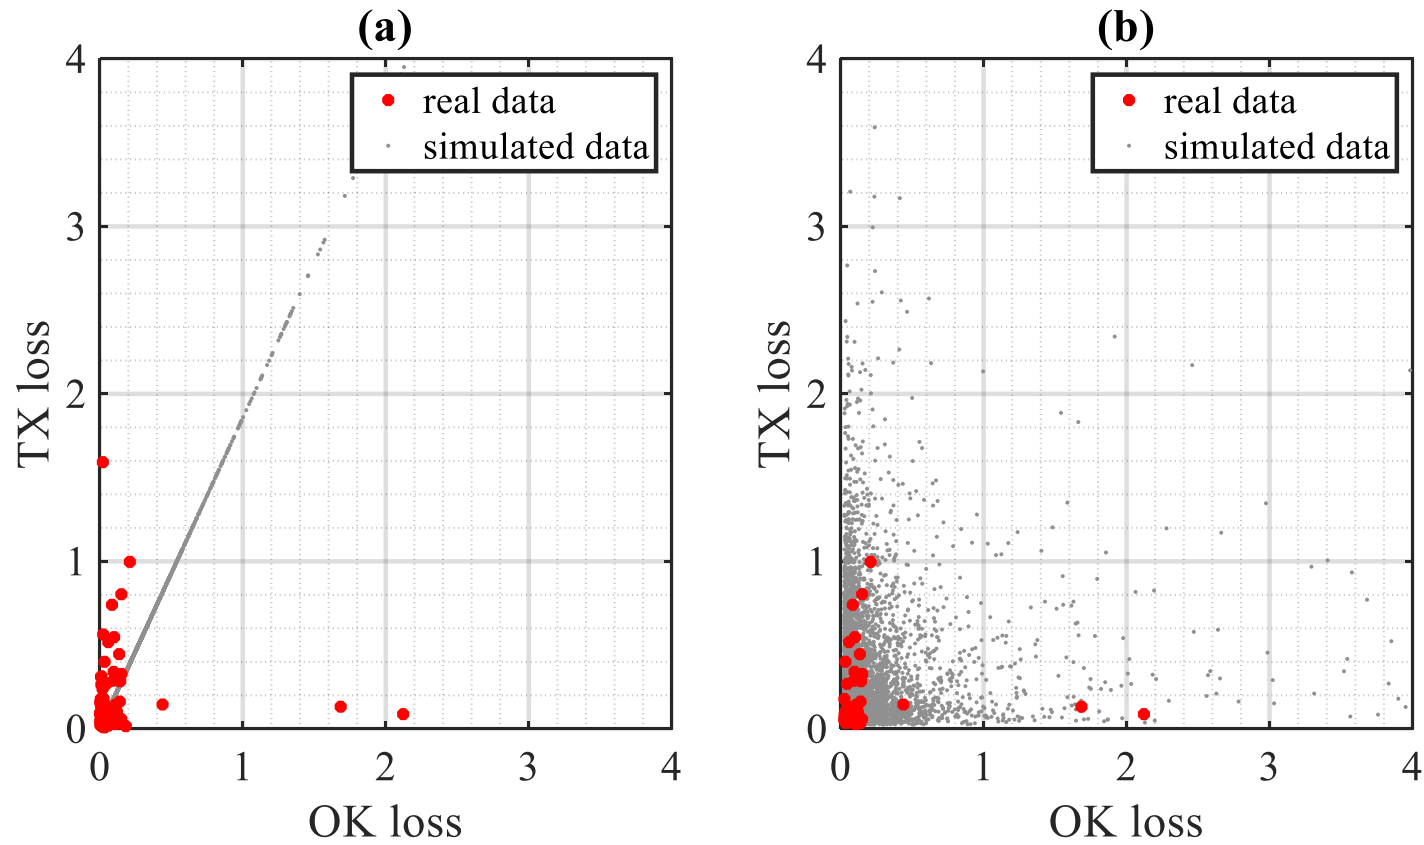 (a)
4
3
2
1
0
0 1 2 3 4
TX loss
OK loss
real data
simulated data
(b)
4
3
2
1
0
0 1 2 3 4
TX loss
OK loss
real data
simulated data